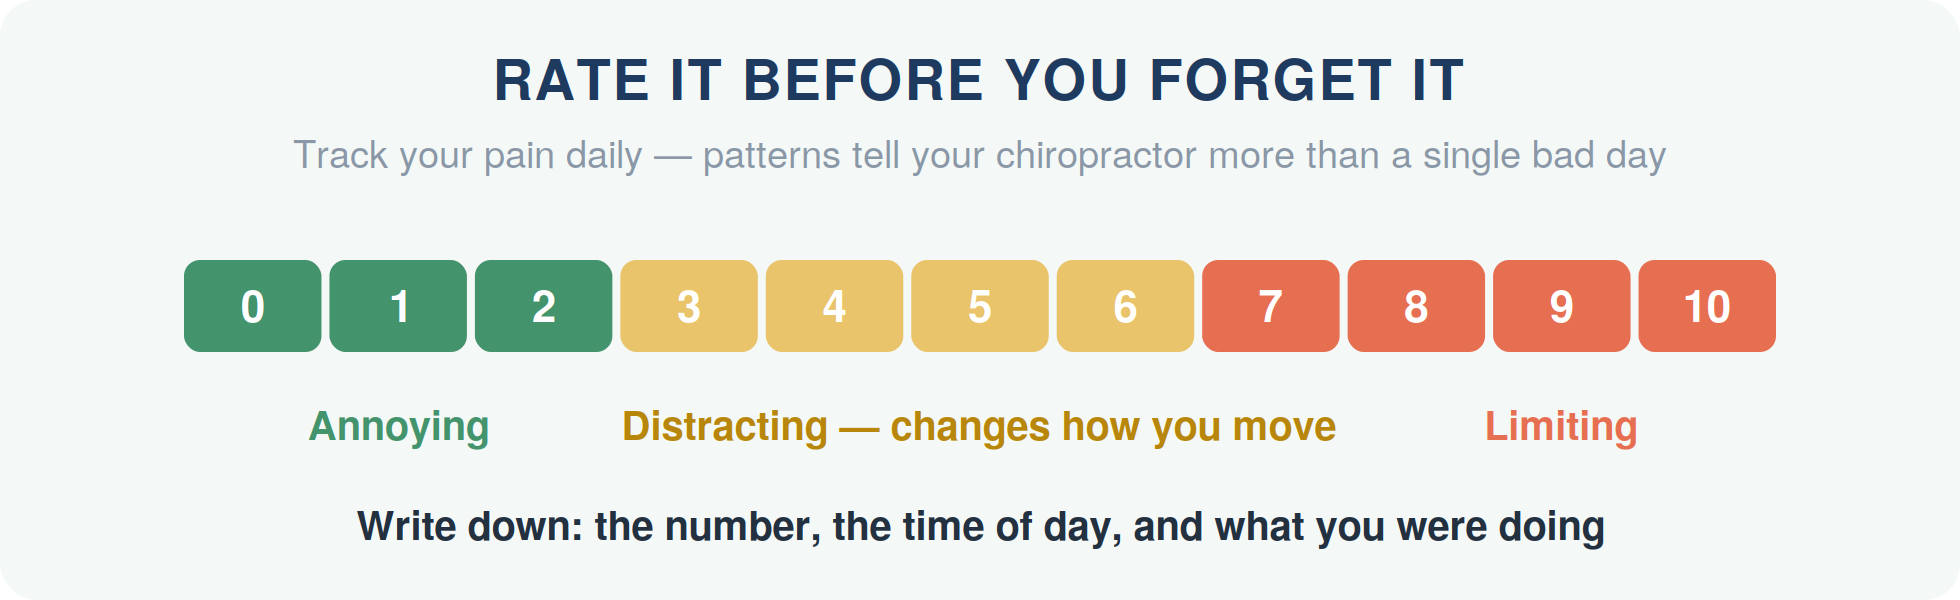 RATE IT BEFORE YOU FORGET IT
Track your pain daily — patterns tell your chiropractor more than a single bad day
0 1 2 3 4 5 6 7 8 9 10
Annoying Distracting — changes how you move Limiting
Write down: the number, the time of day, and what you were doing